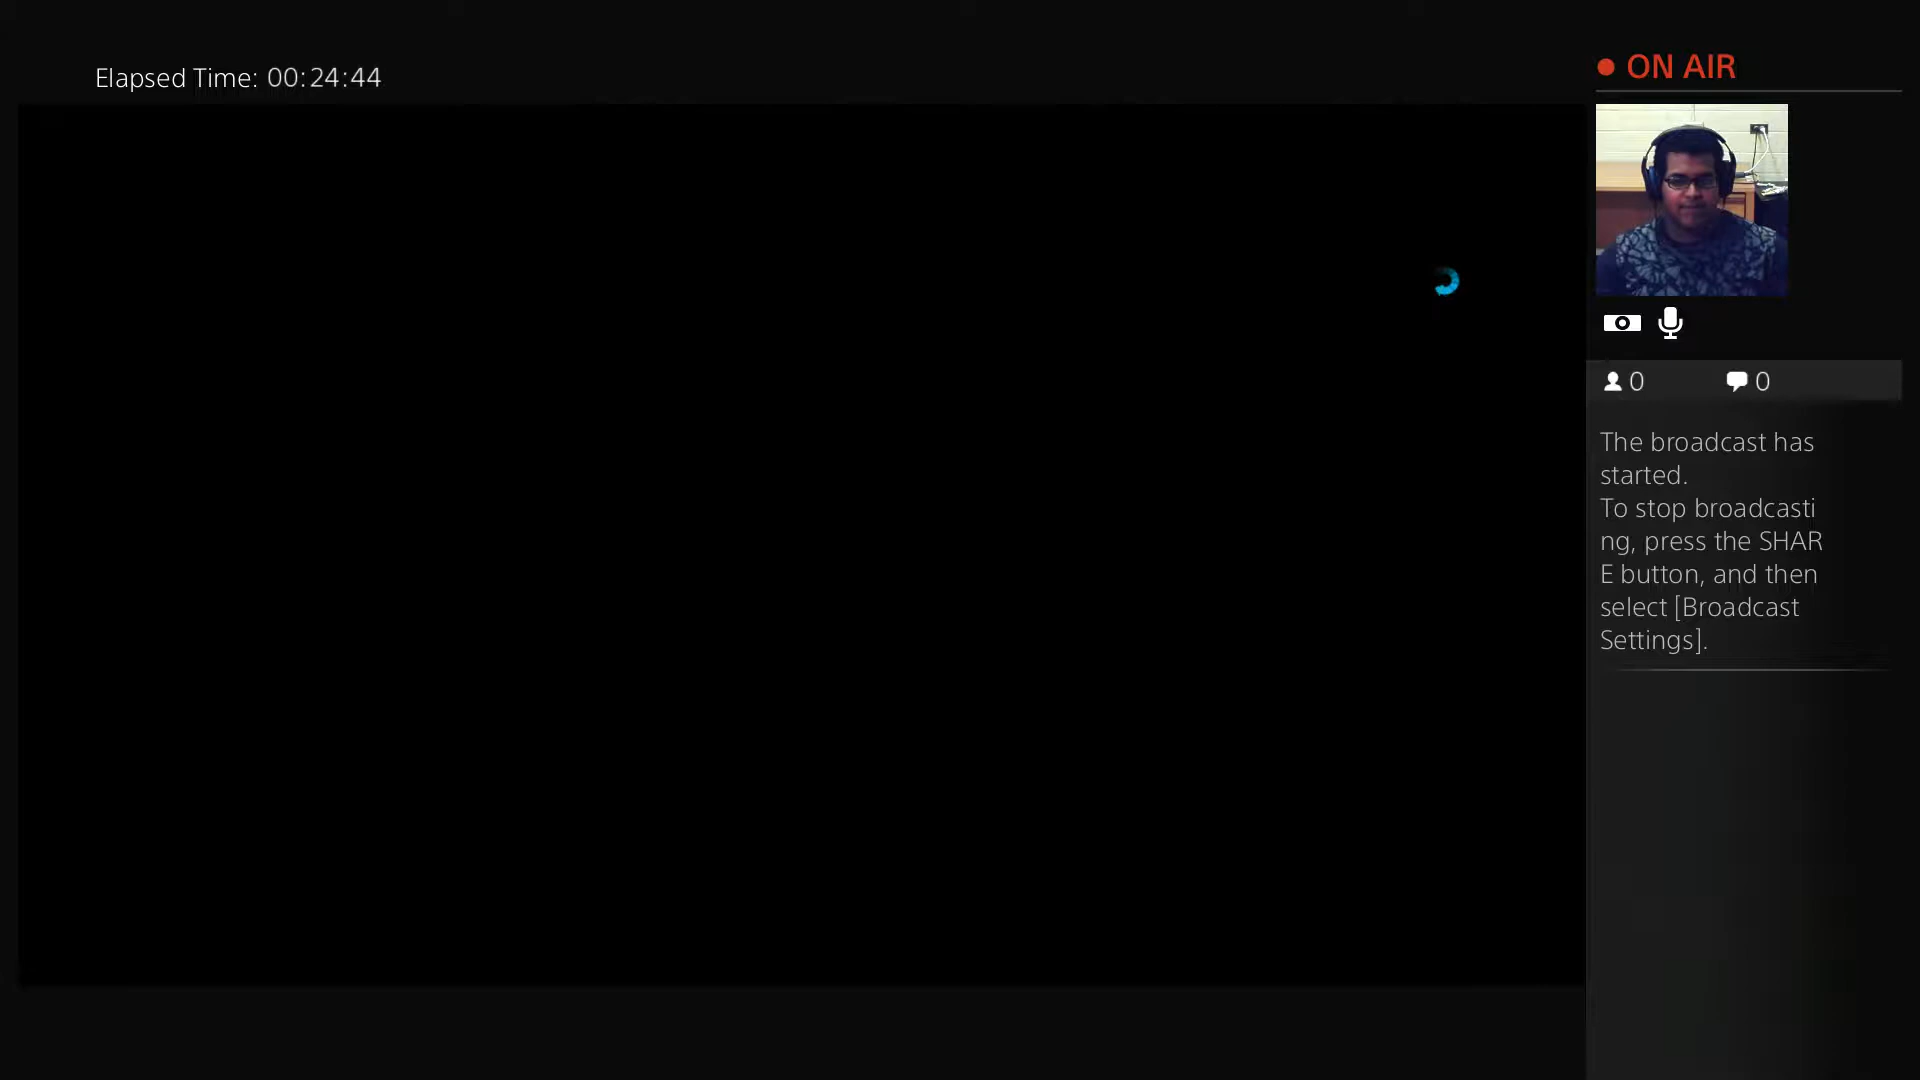 Elapsed Time: 00:24:44
ON AIR
0 0
The broadcast has
started.
To stop broadcasti
ng, press the SHAR
E button, and then
select [Broadcast
Settings].